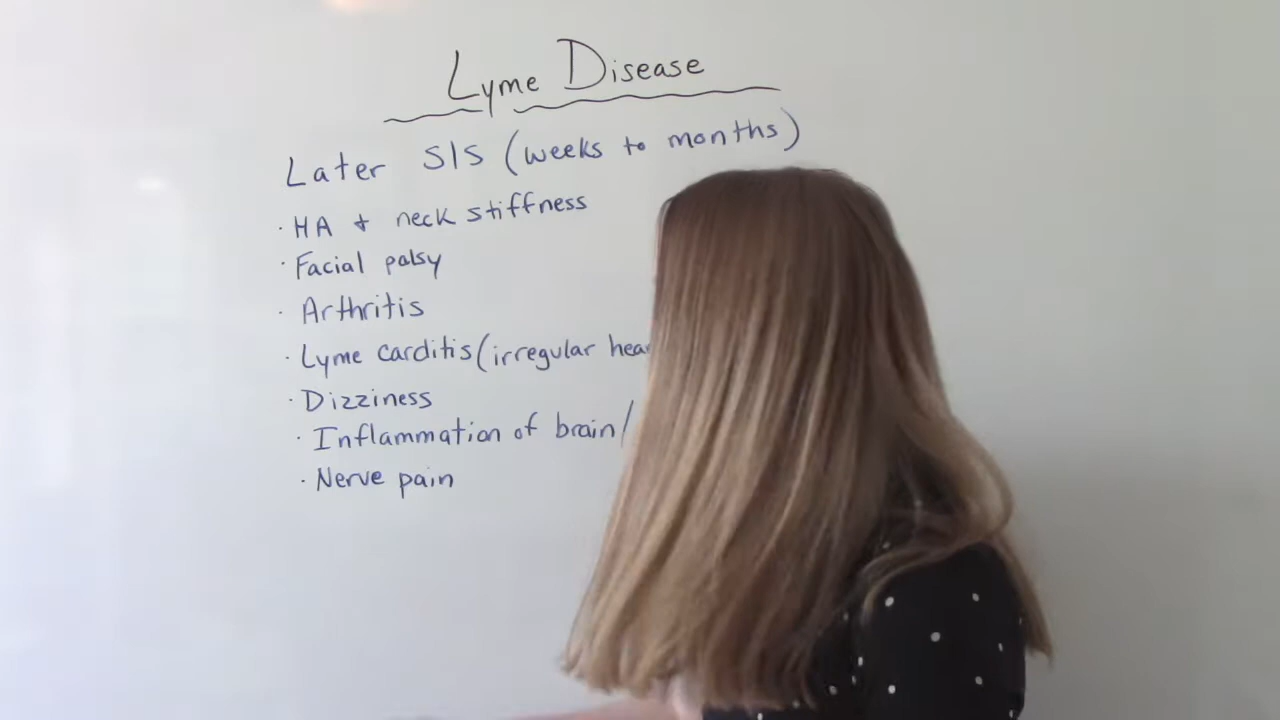 Lyme Disease
Later S/S (weeks to months)
· HA + neck stiffness
· Facial palsy
· Arthritis
· Lyme carditis (irregular
· Dizziness
· Inflammation of brain/
· Nerve pain